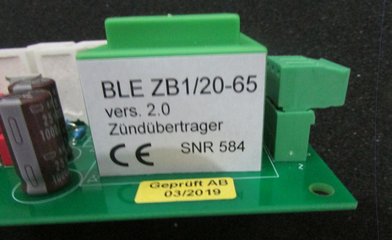 BLE ZB1/20-65
vers. 2.0
Zündübertrager
CE SNR 584
Geprüft AB
03/2019